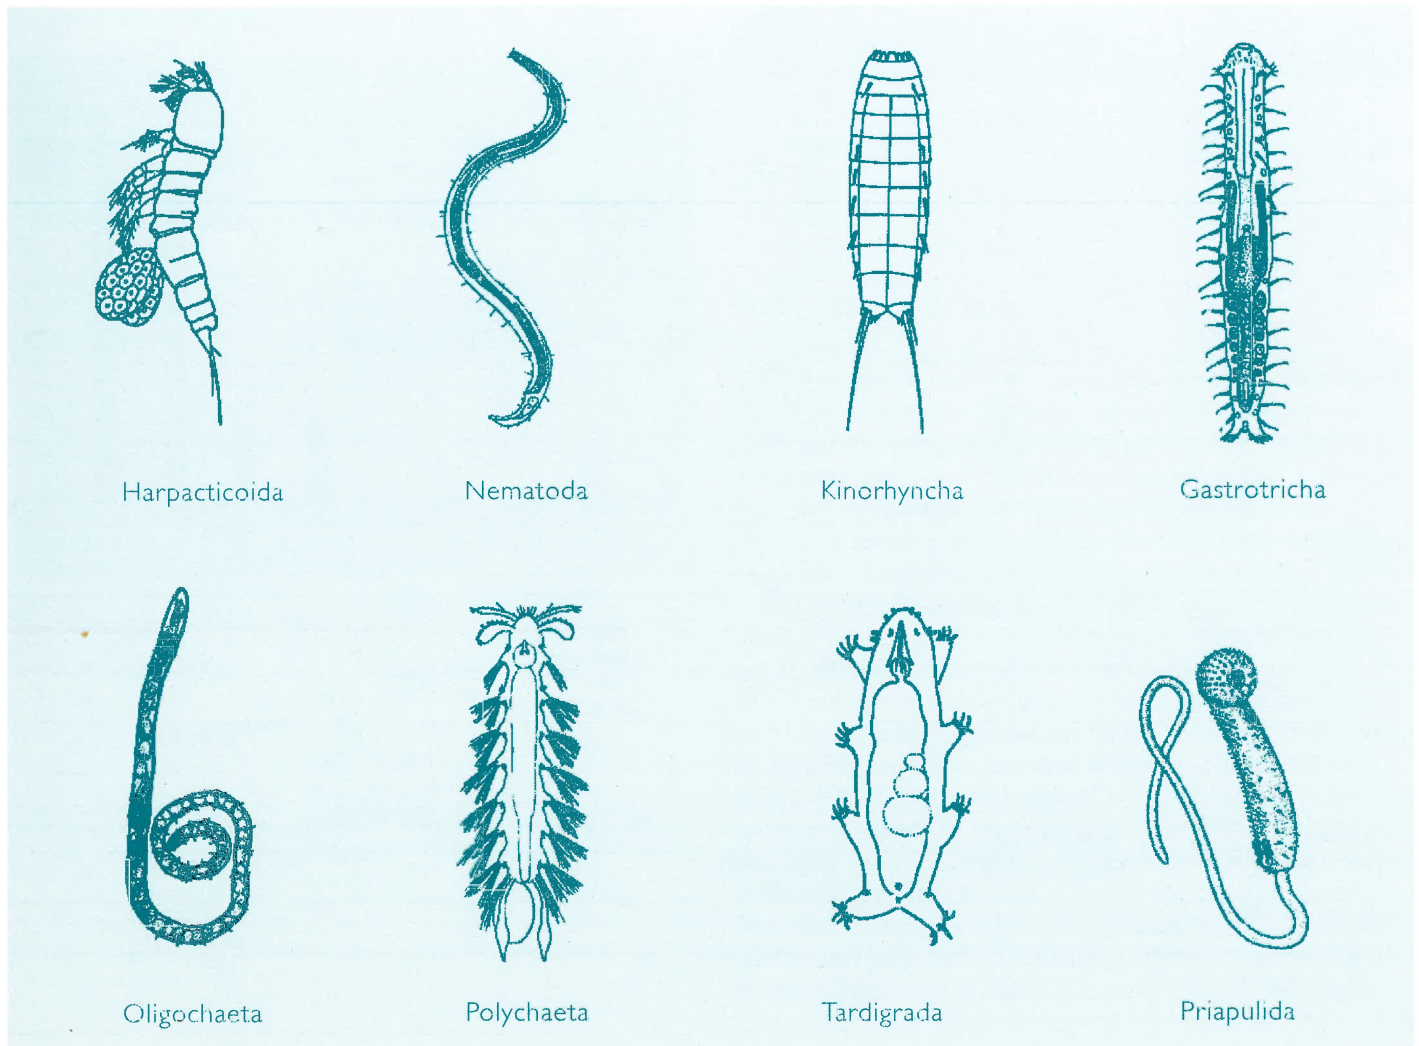 Harpacticoida
Nematoda
Kinorhyncha
Gastrotricha
Oligochaeta
Polychaeta
Tardigrada
Priapulida